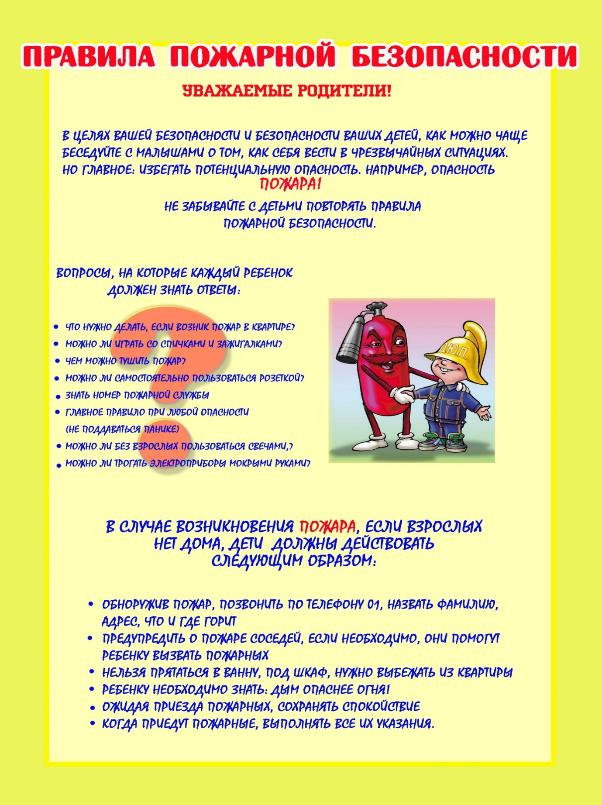 ПРАВИЛА ПОЖАРНОЙ БЕЗОПАСНОСТИ
УВАЖАЕМЫЕ РОДИТЕЛИ!
В ЦЕЛЯХ ВАШЕЙ БЕЗОПАСНОСТИ И БЕЗОПАСНОСТИ ВАШИХ ДЕТЕЙ, КАК МОЖНО ЧАЩЕ
БЕСЕДУЙТЕ С МАЛЫШАМИ О ТОМ, КАК СЕБЯ ВЕСТИ В ЧРЕЗВЫЧАЙНЫХ СИТУАЦИЯХ.
НО ГЛАВНОЕ: ИЗБЕГАТЬ ПОТЕНЦИАЛЬНУЮ ОПАСНОСТЬ. НАПРИМЕР, ОПАСНОСТЬ
ПОЖАРА!
НЕ ЗАБЫВАЙТЕ С ДЕТЬМИ ПОВТОРЯТЬ ПРАВИЛА
ПОЖАРНОЙ БЕЗОПАСНОСТИ.
ВОПРОСЫ, НА КОТОРЫЕ КАЖДЫЙ РЕБЕНОК
ДОЛЖЕН ЗНАТЬ ОТВЕТЫ:
• ЧТО НУЖНО ДЕЛАТЬ, ЕСЛИ ВОЗНИК ПОЖАР В КВАРТИРЕ?
• МОЖНО ЛИ ИГРАТЬ СО СПИЧКАМИ И ЗАЖИГАЛКАМИ?
• ЧЕМ МОЖНО ТУШИТЬ ПОЖАР?
• МОЖНО ЛИ САМОСТОЯТЕЛЬНО ПОЛЬЗОВАТЬСЯ РОЗЕТКОЙ?
• ЗНАТЬ НОМЕР ПОЖАРНОЙ СЛУЖБЫ
• ГЛАВНОЕ ПРАВИЛО ПРИ ЛЮБОЙ ОПАСНОСТИ
(НЕ ПОДДАВАТЬСЯ ПАНИКЕ)
• МОЖНО ЛИ БЕЗ ВЗРОСЛЫХ ПОЛЬЗОВАТЬСЯ СВЕЧАМИ,?
• МОЖНО ЛИ ТРОГАТЬ ЭЛЕКТРОПРИБОРЫ МОКРЫМИ РУКАМИ?
ЮП
В СЛУЧАЕ ВОЗНИКНОВЕНИЯ ПОЖАРА, ЕСЛИ ВЗРОСЛЫХ
НЕТ ДОМА, ДЕТИ ДОЛЖНЫ ДЕЙСТВОВАТЬ
СЛЕДУЮЩИМ ОБРАЗОМ:
• ОБНОРУЖИВ ПОЖАР, ПОЗВОНИТЬ ПО ТЕЛЕФОНУ 01, НАЗВАТЬ ФАМИЛИЮ,
АДРЕС, ЧТО И ГДЕ ГОРИТ
• ПРЕДУПРЕДИТЬ О ПОЖАРЕ СОСЕДЕЙ, ЕСЛИ НЕОБХОДИМО, ОНИ ПОМОГУТ
РЕБЕНКУ ВЫЗВАТЬ ПОЖАРНЫХ
• НЕЛЬЗЯ ПРЯТАТЬСЯ В ВАННУ, ПОД ШКАФ, НУЖНО ВЫБЕЖАТЬ ИЗ КВАРТИРЫ
• РЕБЕНКУ НЕОБХОДИМО ЗНАТЬ: ДЫМ ОПАСНЕЕ ОГНЯ!
• ОЖИДАЯ ПРИЕЗДА ПОЖАРНЫХ, СОХРАНЯТЬ СПОКОЙСТВИЕ
• КОГДА ПРИЕДУТ ПОЖАРНЫЕ, ВЫПОЛНЯТЬ ВСЕ ИХ УКАЗАНИЯ.